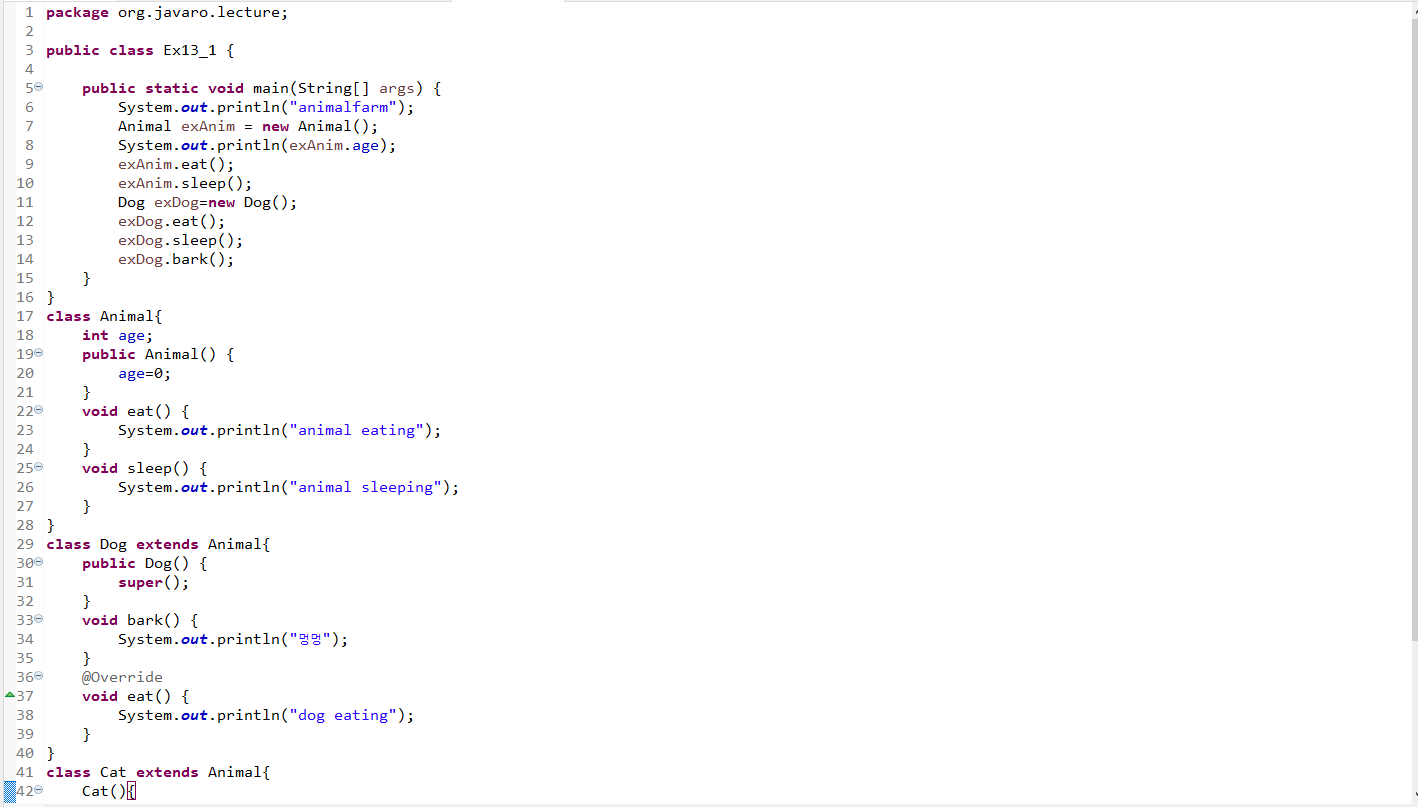 1 package org.javaro.lecture;
2
3 public class Ex13_1 {
4
5 public static void main(String[] args) {
6 System.out.println("animalfarm");
7 Animal exAnim = new Animal();
8 System.out.println(exAnim.age);
9 exAnim.eat();
10 exAnim.sleep();
11 Dog exDog=new Dog();
12 exDog.eat();
13 exDog.sleep();
14 exDog.bark();
15 }
16 }
17 class Animal{
18 int age;
19 public Animal() {
20 age=0;
21 }
22 void eat() {
23 System.out.println("animal eating");
24 }
25 void sleep() {
26 System.out.println("animal sleeping");
27 }
28 }
29 class Dog extends Animal{
30 public Dog() {
31 super();
32 }
33 void bark() {
34 System.out.println("멍멍");
35 }
36 @Override
37 void eat() {
38 System.out.println("dog eating");
39 }
40 }
41 class Cat extends Animal{
42 Cat(){